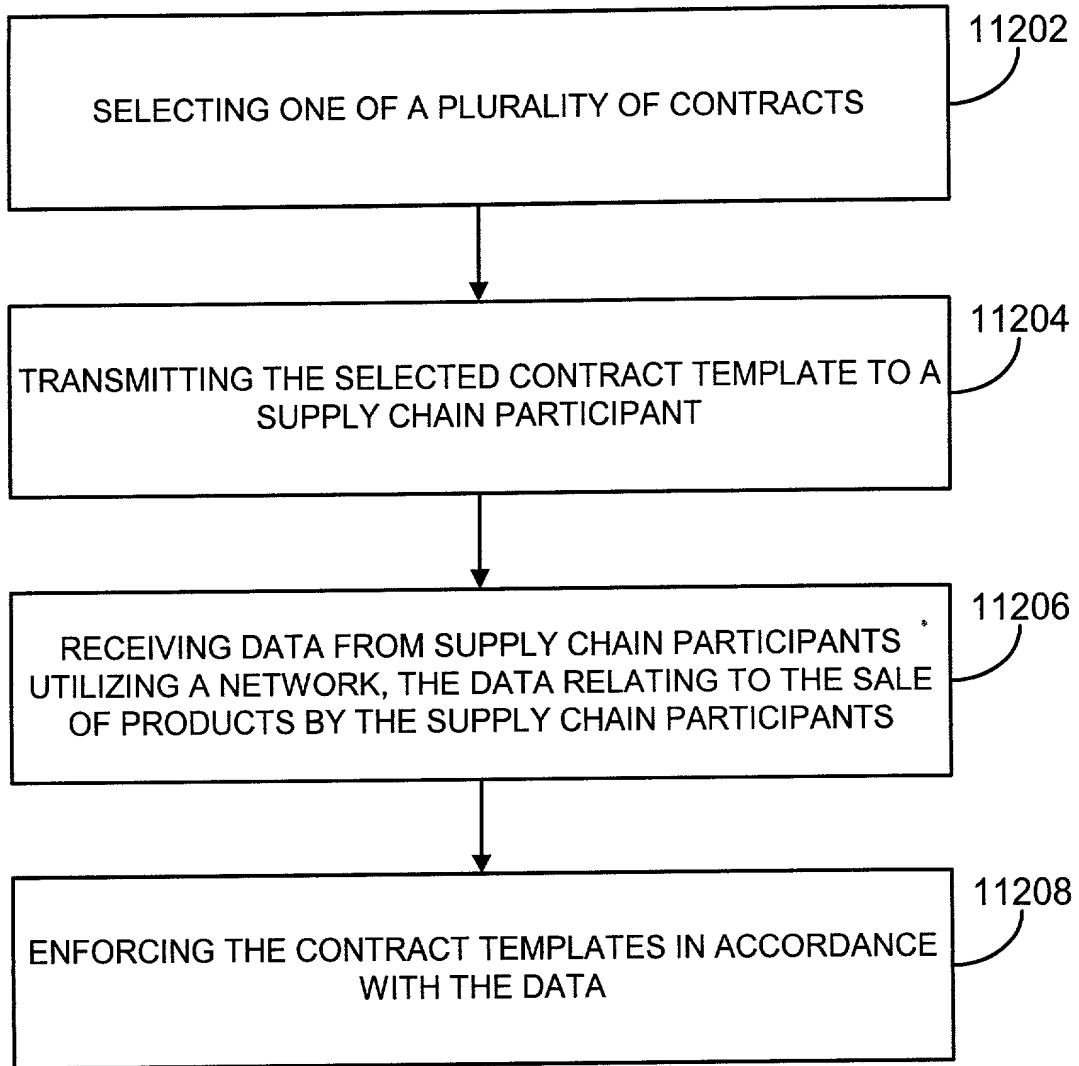 11202
SELECTING ONE OF A PLURALITY OF CONTRACTS
11204
TRANSMITTING THE SELECTED CONTRACT TEMPLATE TO A
SUPPLY CHAIN PARTICIPANT
11206
RECEIVING DATA FROM SUPPLY CHAIN PARTICIPANTS
UTILIZING A NETWORK, THE DATA RELATING TO THE SALE
OF PRODUCTS BY THE SUPPLY CHAIN PARTICIPANTS
11208
ENFORCING THE CONTRACT TEMPLATES IN ACCORDANCE
WITH THE DATA